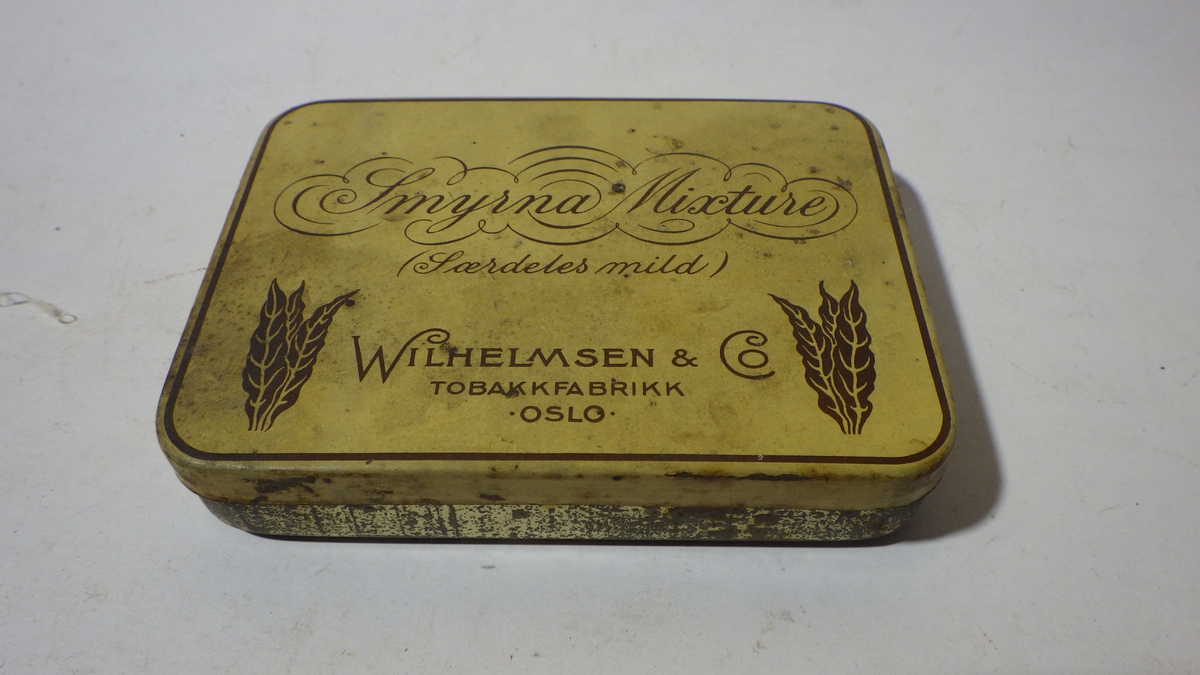 Smyrna Mixture
(Særdeles mild)
WILHELMSEN & Co
TOBAKKFABRIKK
·OSLO·